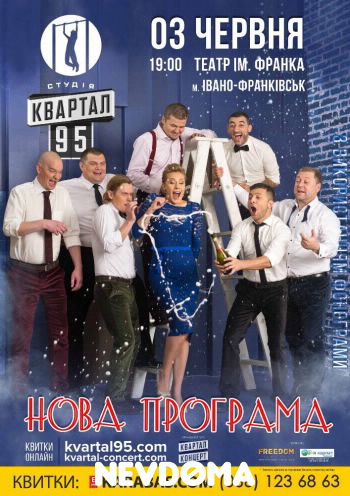 СТУДІЯ
КВАРТАЛ
95
03 ЧЕРВНЯ
19:00 ТЕАТР ІМ. ФРАНКА
м. ІВАНО-ФРАНКІВСЬК
НОВА ПРОГРАМА
КВИТКИ
ОНЛАЙН
kvartal95.com
kvartal-concert.com
КВАРТАЛ
КОНЦЕРТ
FREEDOM
КВИТКИ:
123 68 63
NEVDOMA